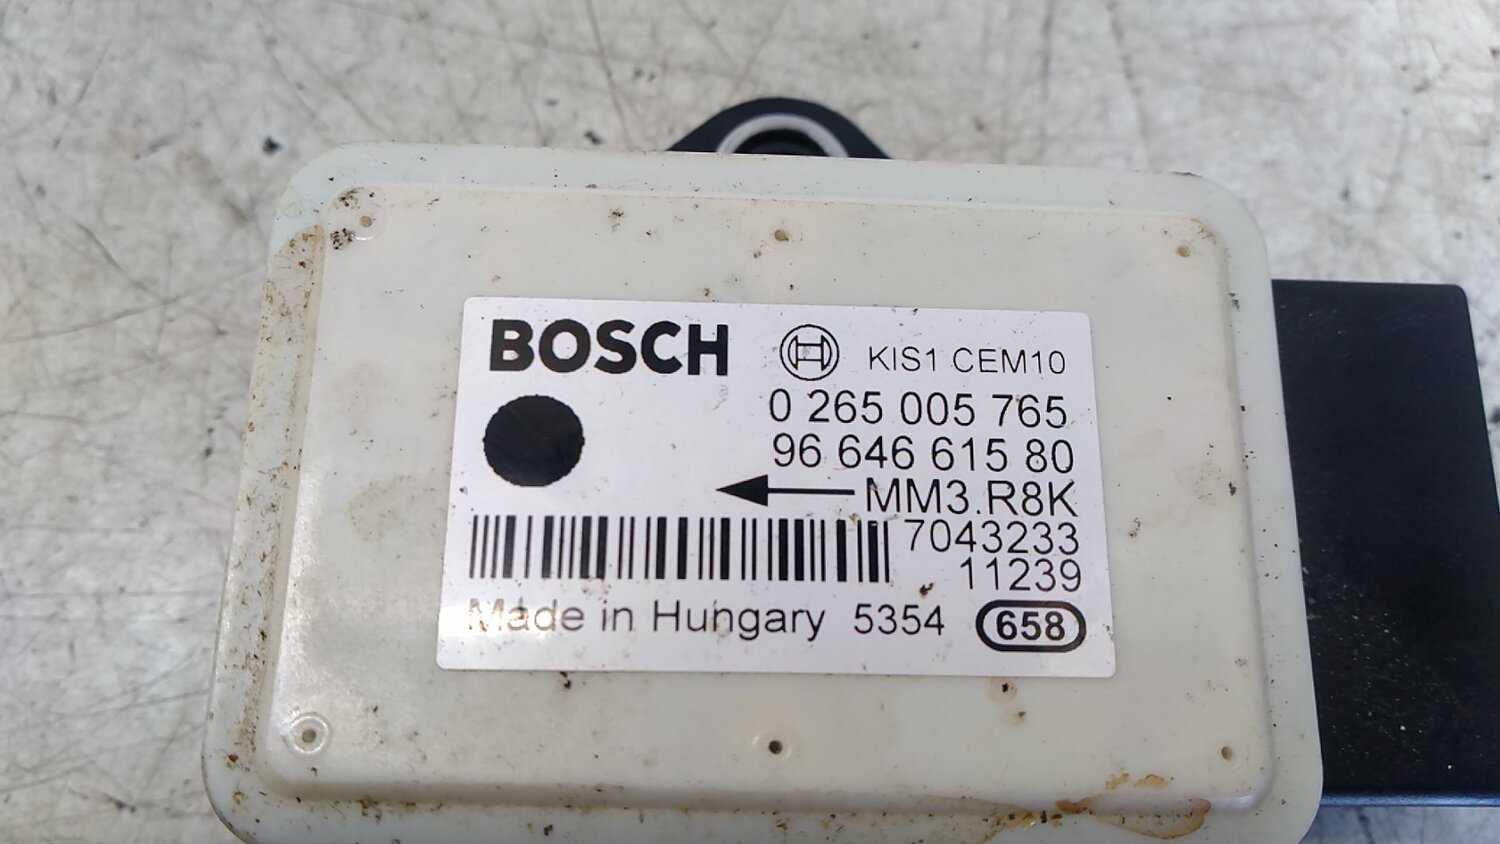 BOSCH KIS1 CEM10
0 265 005 765
96 646 615 80
MM3.R8K
7043233
11239
Made in Hungary 5354 658